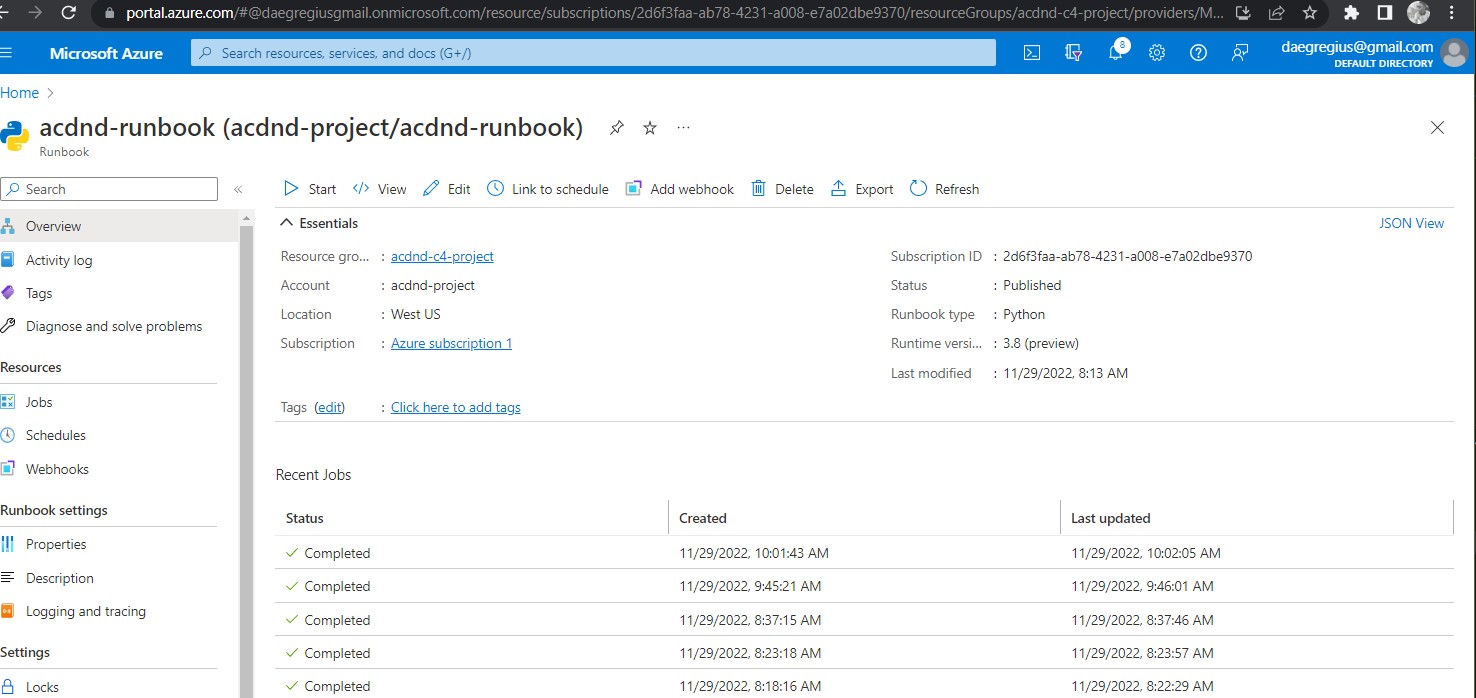 portal.azure.com/#@daegregiusgmail.onmicrosoft.com/resource/subscriptions/2d6f3faa-ab78-4231-a008-e7a02dbe9370/resourceGroups/acdnd-c4-project/providers/M...
Microsoft Azure
Search resources, services, and docs (G+/)
8
daegregius@gmail.com
DEFAULT DIRECTORY
Home >
acdnd-runbook (acdnd-project/acdnd-runbook)
...
Runbook
Search
«
Start View Edit Link to schedule Add webhook Delete Export Refresh
Overview
Activity log
Tags
Diagnose and solve problems
Resources
Jobs
Schedules
Webhooks
Runbook settings
Properties
Description
Logging and tracing
Settings
Locks
Essentials
JSON View
Resource gro... : acdnd-c4-project
Account : acdnd-project
Location : West US
Subscription : Azure subscription 1
Subscription ID : 2d6f3faa-ab78-4231-a008-e7a02dbe9370
Status : Published
Runbook type : Python
Runtime versi... : 3.8 (preview)
Last modified : 11/29/2022, 8:13 AM
Tags (edit) : Click here to add tags
Recent Jobs
Status Created Last updated
Completed 11/29/2022, 10:01:43 AM 11/29/2022, 10:02:05 AM
Completed 11/29/2022, 9:45:21 AM 11/29/2022, 9:46:01 AM
Completed 11/29/2022, 8:37:15 AM 11/29/2022, 8:37:46 AM
Completed 11/29/2022, 8:23:18 AM 11/29/2022, 8:23:57 AM
Completed 11/29/2022, 8:18:16 AM 11/29/2022, 8:22:29 AM